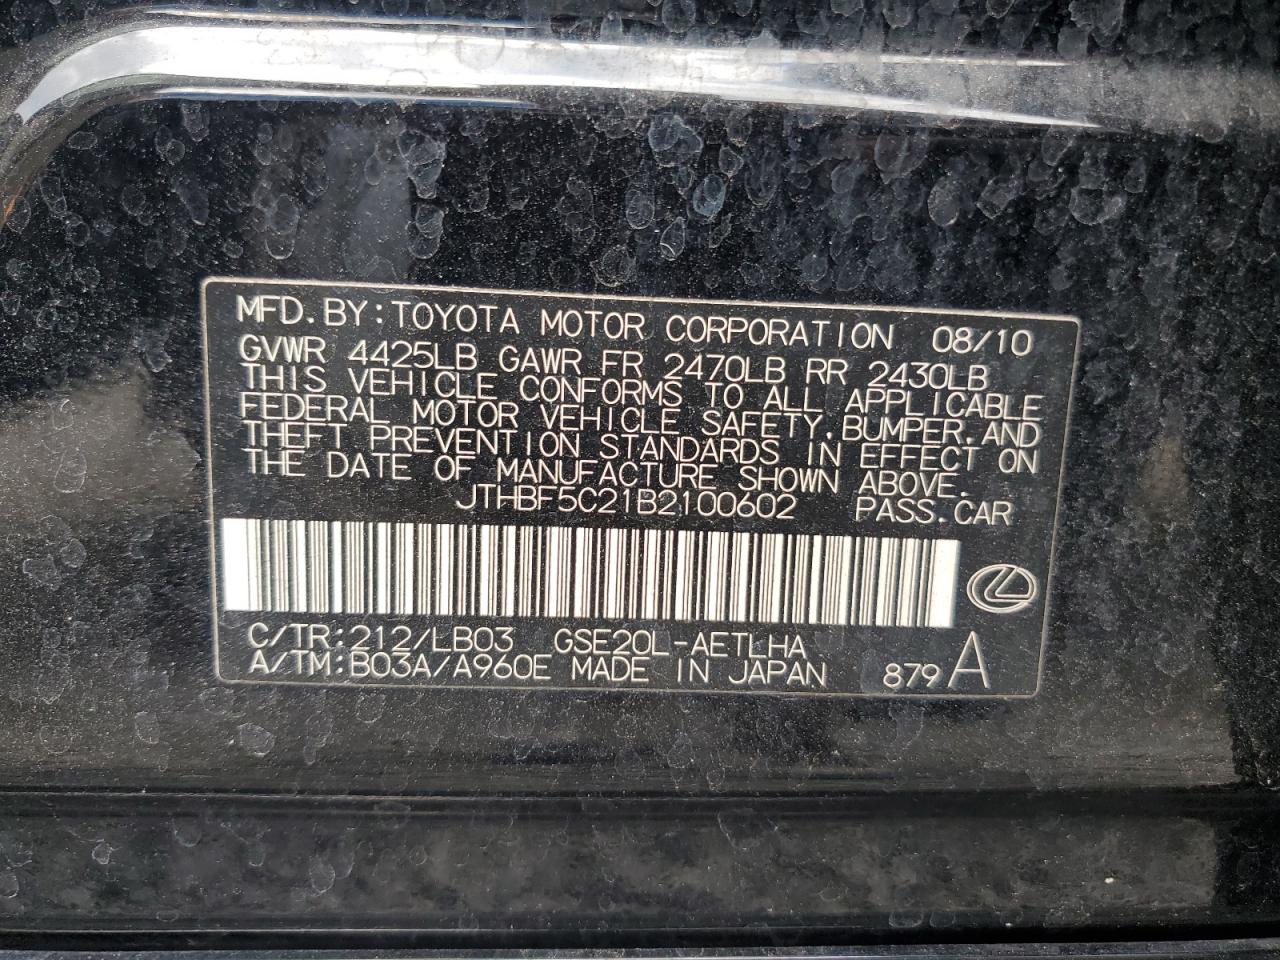 MFD.BY:TOYOTA MOTOR CORPORATION 08/10
GVWR 4425LB GAWR FR 2470LB RR 2430LB
THIS VEHICLE CONFORMS TO ALL APPLICABLE
FEDERAL MOTOR VEHICLE SAFETY,BUMPER,AND
THEFT PREVENTION STANDARDS IN EFFECT ON
THE DATE OF MANUFACTURE SHOWN ABOVE.
JTHBF5C21B2100602 PASS.CAR
C/TR:212/LB03 GSE20L-AETLHA
A/TM:B03A/A960E MADE IN JAPAN 879 A